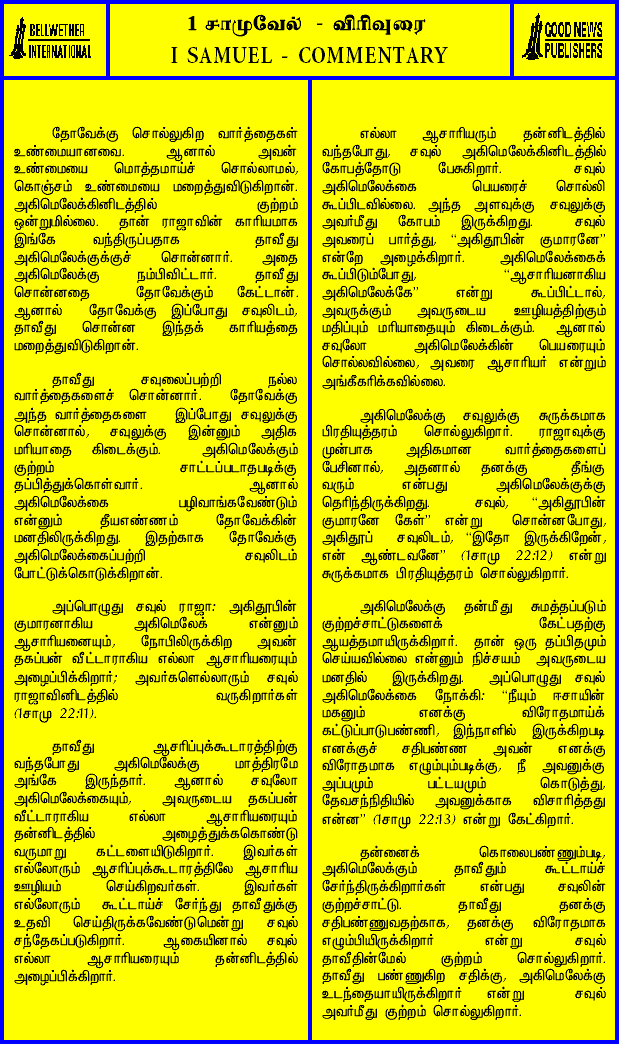 BELLWETHER
INTERNATIONAL
1 சாமுவேல் - விரிவுரை
I SAMUEL - COMMENTARY
GOOD NEWS
PUBLISHERS
தோவேக்கு சொல்லுகிற வார்த்தைகள்
உண்மையானவை. ஆனால் அவன்
உண்மையை மொத்தமாய்ச் சொல்லாமல்,
கொஞ்சம் உண்மையை மறைத்துவிடுகிறான்.
அகிமெலேக்கினிடத்தில் குற்றம்
ஒன்றுமில்லை. தான் ராஜாவின் காரியமாக
இங்கே வந்திருப்பதாக தாவீது
அகிமெலேக்குக்குச் சொன்னார். அதை
அகிமெலேக்கு நம்பிவிட்டார். தாவீது
சொன்னதை தோவேக்கும் கேட்டான்.
ஆனால் தோவேக்கு இப்போது சவுலிடம்,
தாவீது சொன்ன இந்தக் காரியத்தை
மறைத்துவிடுகிறான்.
தாவீது சவுலைப்பற்றி நல்ல
வார்த்தைகளைச் சொன்னார். தோவேக்கு
அந்த வார்த்தைகளை இப்போது சவுலுக்கு
சொன்னால், சவுலுக்கு இன்னும் அதிக
மரியாதை கிடைக்கும். அகிமெலேக்கும்
குற்றம் சாட்டப்படாதபடிக்கு
தப்பித்துக்கொள்வார். ஆனால்
அகிமெலேக்கை பழிவாங்கவேண்டும்
என்னும் தீயஎண்ணம் தோவேக்கின்
மனதிலிருக்கிறது. இதற்காக தோவேக்கு
அகிமெலேக்கைப்பற்றி சவுலிடம்
போட்டுக்கொடுக்கிறான்.
அப்பொழுது சவுல் ராஜா: அகிதூபின்
குமாரனாகிய அகிமெலேக் என்னும்
ஆசாரியனையும், நோபிலிருக்கிற அவன்
தகப்பன் வீட்டாராகிய எல்லா ஆசாரியரையும்
அழைப்பிக்கிறார்; அவர்களெல்லாரும் சவுல்
ராஜாவினிடத்தில் வருகிறார்கள்
(1சாமு 22:11).
தாவீது ஆசரிப்புக்கூடாரத்திற்கு
வந்தபோது அகிமெலேக்கு மாத்திரமே
அங்கே இருந்தார். ஆனால் சவுலோ
அகிமெலேக்கையும், அவருடைய தகப்பன்
வீட்டாராகிய எல்லா ஆசாரியரையும்
தன்னிடத்தில் அழைத்துக்ககொண்டு
வருமாறு கட்டளையிடுகிறார். இவர்கள்
எல்லோரும் ஆசரிப்புக்கூடாரத்திலே ஆசாரிய
ஊழியம் செய்கிறவர்கள். இவர்கள்
எல்லோரும் கூட்டாய்ச் சேர்ந்து தாவீதுக்கு
உதவி செய்திருக்கவேண்டுமென்று சவுல்
சந்தேகப்படுகிறார். ஆகையினால் சவுல்
எல்லா ஆசாரியரையும் தன்னிடத்தில்
அழைப்பிக்கிறார்.
எல்லா ஆசாரியரும் தன்னிடத்தில்
வந்தபோது, சவுல் அகிமெலேக்கினிடத்தில்
கோபத்தோடு பேசுகிறார். சவுல்
அகிமெலேக்கை பெயரைச் சொல்லி
கூப்பிடவில்லை. அந்த அளவுக்கு சவுலுக்கு
அவர்மீது கோபம் இருக்கிறது. சவுல்
அவரைப் பார்த்து, “அகிதூபின் குமாரனே”
என்றே அழைக்கிறார். அகிமெலேக்கைக்
கூப்பிடும்போது, “ஆசாரியனாகிய
அகிமெலேக்கே” என்று கூப்பிட்டால்,
அவருக்கும் அவருடைய ஊழியத்திற்கும்
மதிப்பும் மரியாதையும் கிடைக்கும். ஆனால்
சவுலோ அகிமெலேக்கின் பெயரையும்
சொல்லவில்லை, அவரை ஆசாரியர் என்றும்
அங்கீகரிக்கவில்லை.
அகிமெலேக்கு சவுலுக்கு சுருக்கமாக
பிரதியுத்தரம் சொல்லுகிறார். ராஜாவுக்கு
முன்பாக அதிகமான வார்த்தைகளைப்
பேசினால், அதனால் தனக்கு தீங்கு
வரும் என்பது அகிமெலேக்குக்கு
தெரிந்திருக்கிறது. சவுல், “அகிதூபின்
குமாரனே கேள்” என்று சொன்னபோது,
அகிதூப் சவுலிடம், “இதோ இருக்கிறேன்,
என் ஆண்டவனே” (1சாமு 22:12) என்று
சுருக்கமாக பிரதியுத்தரம் சொல்லுகிறார்.
அகிமெலேக்கு தன்மீது சுமத்தப்படும்
குற்றச்சாட்டுகளைக் கேட்பதற்கு
ஆயத்தமாயிருக்கிறார். தான் ஒரு தப்பிதமும்
செய்யவில்லை என்னும் நிச்சயம் அவருடைய
மனதில் இருக்கிறது. அப்பொழுது சவுல்
அகிமெலேக்கை நோக்கி: “நீயும் ஈசாயின்
மகனும் எனக்கு விரோதமாய்க்
கட்டுப்பாடுபண்ணி, இந்நாளில் இருக்கிறபடி
எனக்குச் சதிபண்ண அவன் எனக்கு
விரோதமாக எழும்பும்படிக்கு, நீ அவனுக்கு
அப்பமும் பட்டயமும் கொடுத்து,
தேவசந்நிதியில் அவனுக்காக விசாரித்தது
என்ன” (1சாமு 22:13) என்று கேட்கிறார்.
தன்னைக் கொலைபண்ணும்படி,
அகிமெலேக்கும் தாவீதும் கூட்டாய்ச்
சேர்ந்திருக்கிறார்கள் என்பது சவுலின்
குற்றச்சாட்டு. தாவீது தனக்கு
சதிபண்ணுவதற்காக, தனக்கு விரோதமாக
எழும்பியிருக்கிறார் என்று சவுல்
தாவீதின்மேல் குற்றம் சொல்லுகிறார்.
தாவீது பண்ணுகிற சதிக்கு, அகிமெலேக்கு
உடந்தையாயிருக்கிறார் என்று சவுல்
அவர்மீது குற்றம் சொல்லுகிறார்.